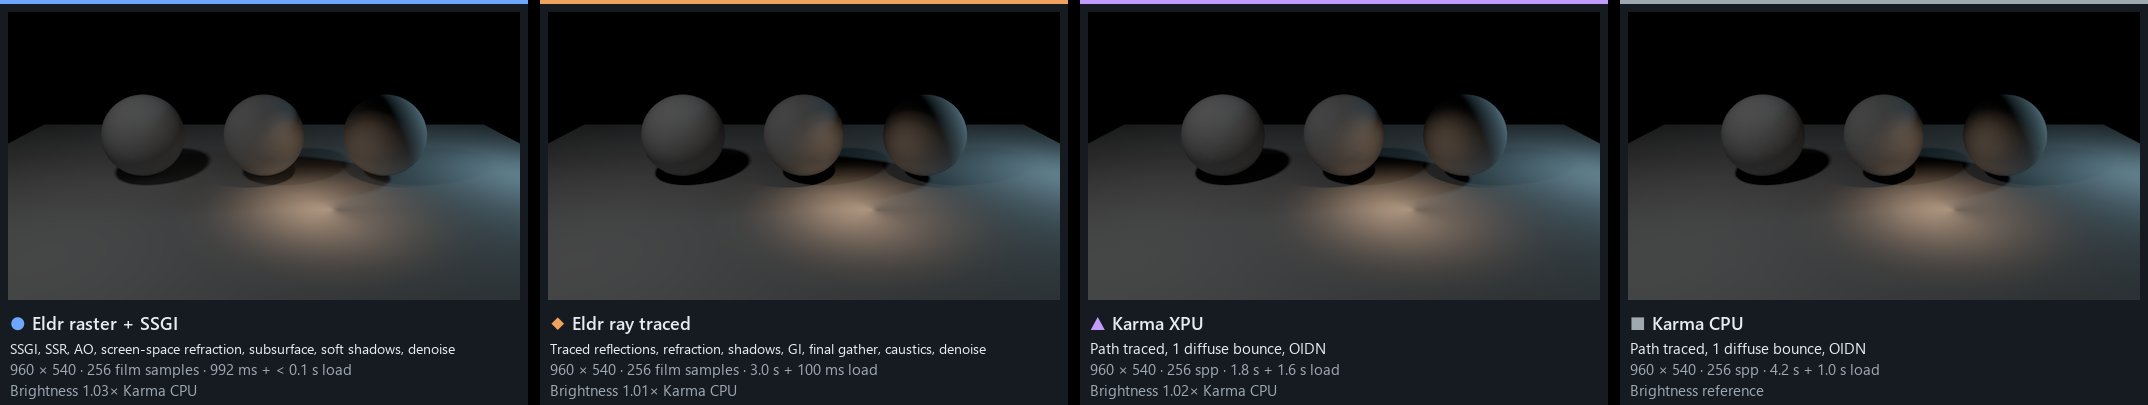 Eldr raster + SSGI
SSGI, SSR, AO, screen-space refraction, subsurface, soft shadows, denoise
960 × 540 · 256 film samples · 992 ms + < 0.1 s load
Brightness 1.03× Karma CPU
Eldr ray traced
Traced reflections, refraction, shadows, GI, final gather, caustics, denoise
960 × 540 · 256 film samples · 3.0 s + 100 ms load
Brightness 1.01× Karma CPU
Karma XPU
Path traced, 1 diffuse bounce, OIDN
960 × 540 · 256 spp · 1.8 s + 1.6 s load
Brightness 1.02× Karma CPU
Karma CPU
Path traced, 1 diffuse bounce, OIDN
960 × 540 · 256 spp · 4.2 s + 1.0 s load
Brightness reference